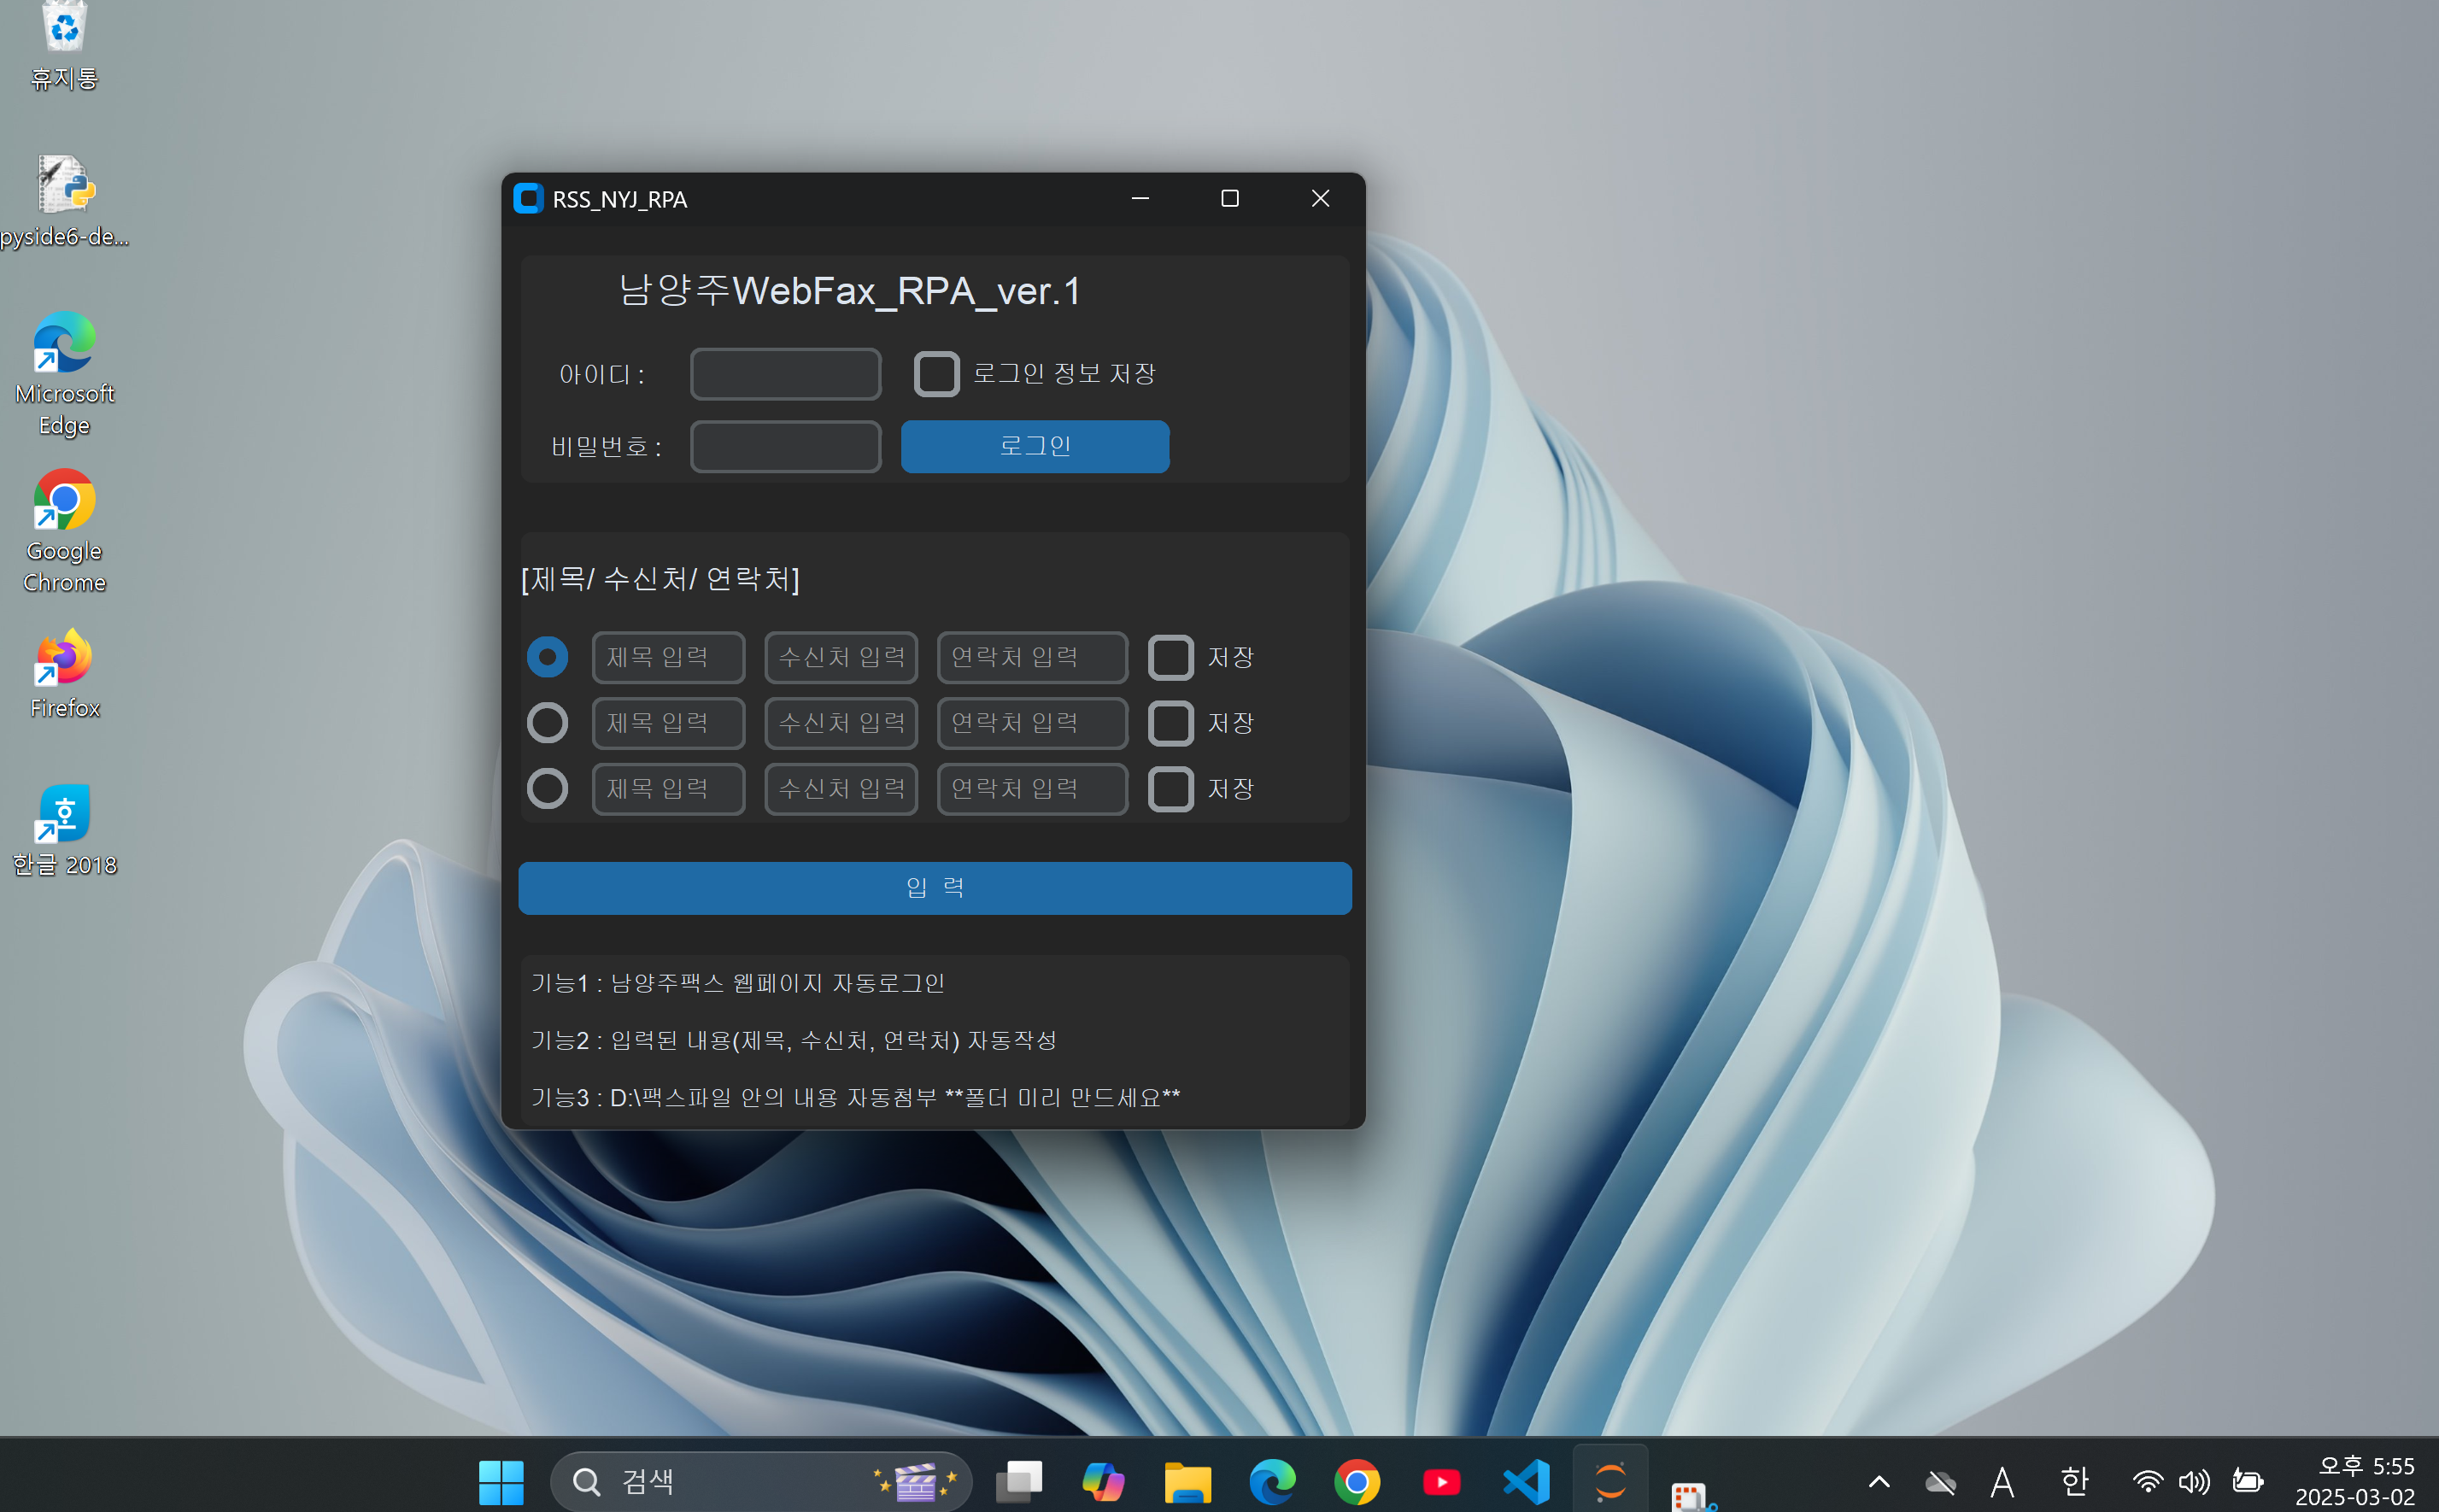 휴지통
pyside6-de...
Microsoft
Edge
Google
Chrome
Firefox
한글 2018
RSS_NYJ_RPA
남양주WebFax_RPA_ver.1
아이디 :
로그인 정보 저장
비밀번호 :
로그인
[제목/ 수신처/ 연락처]
제목 입력 수신처 입력 연락처 입력 저장
제목 입력 수신처 입력 연락처 입력 저장
제목 입력 수신처 입력 연락처 입력 저장
입 력
기능1 : 남양주팩스 웹페이지 자동로그인
기능2 : 입력된 내용(제목, 수신처, 연락처) 자동작성
기능3 : D:\팩스파일 안의 내용 자동첨부 **폴더 미리 만드세요**
검색
A
한
오후 5:55
2025-03-02